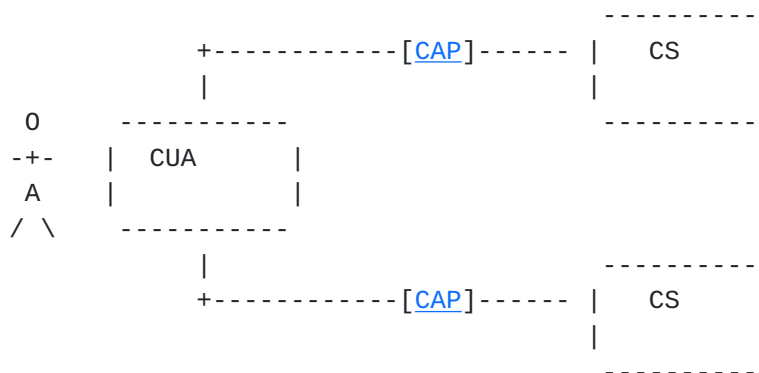 ----------
             +------------[CAP]------ |    CS
             |                         |
  O     -----------                    ----------
 -+-   |  CUA      |
  A    |           |
 / \    -----------
             |                          ----------
             +------------[CAP]------ |    CS
                                       |
                                        ----------